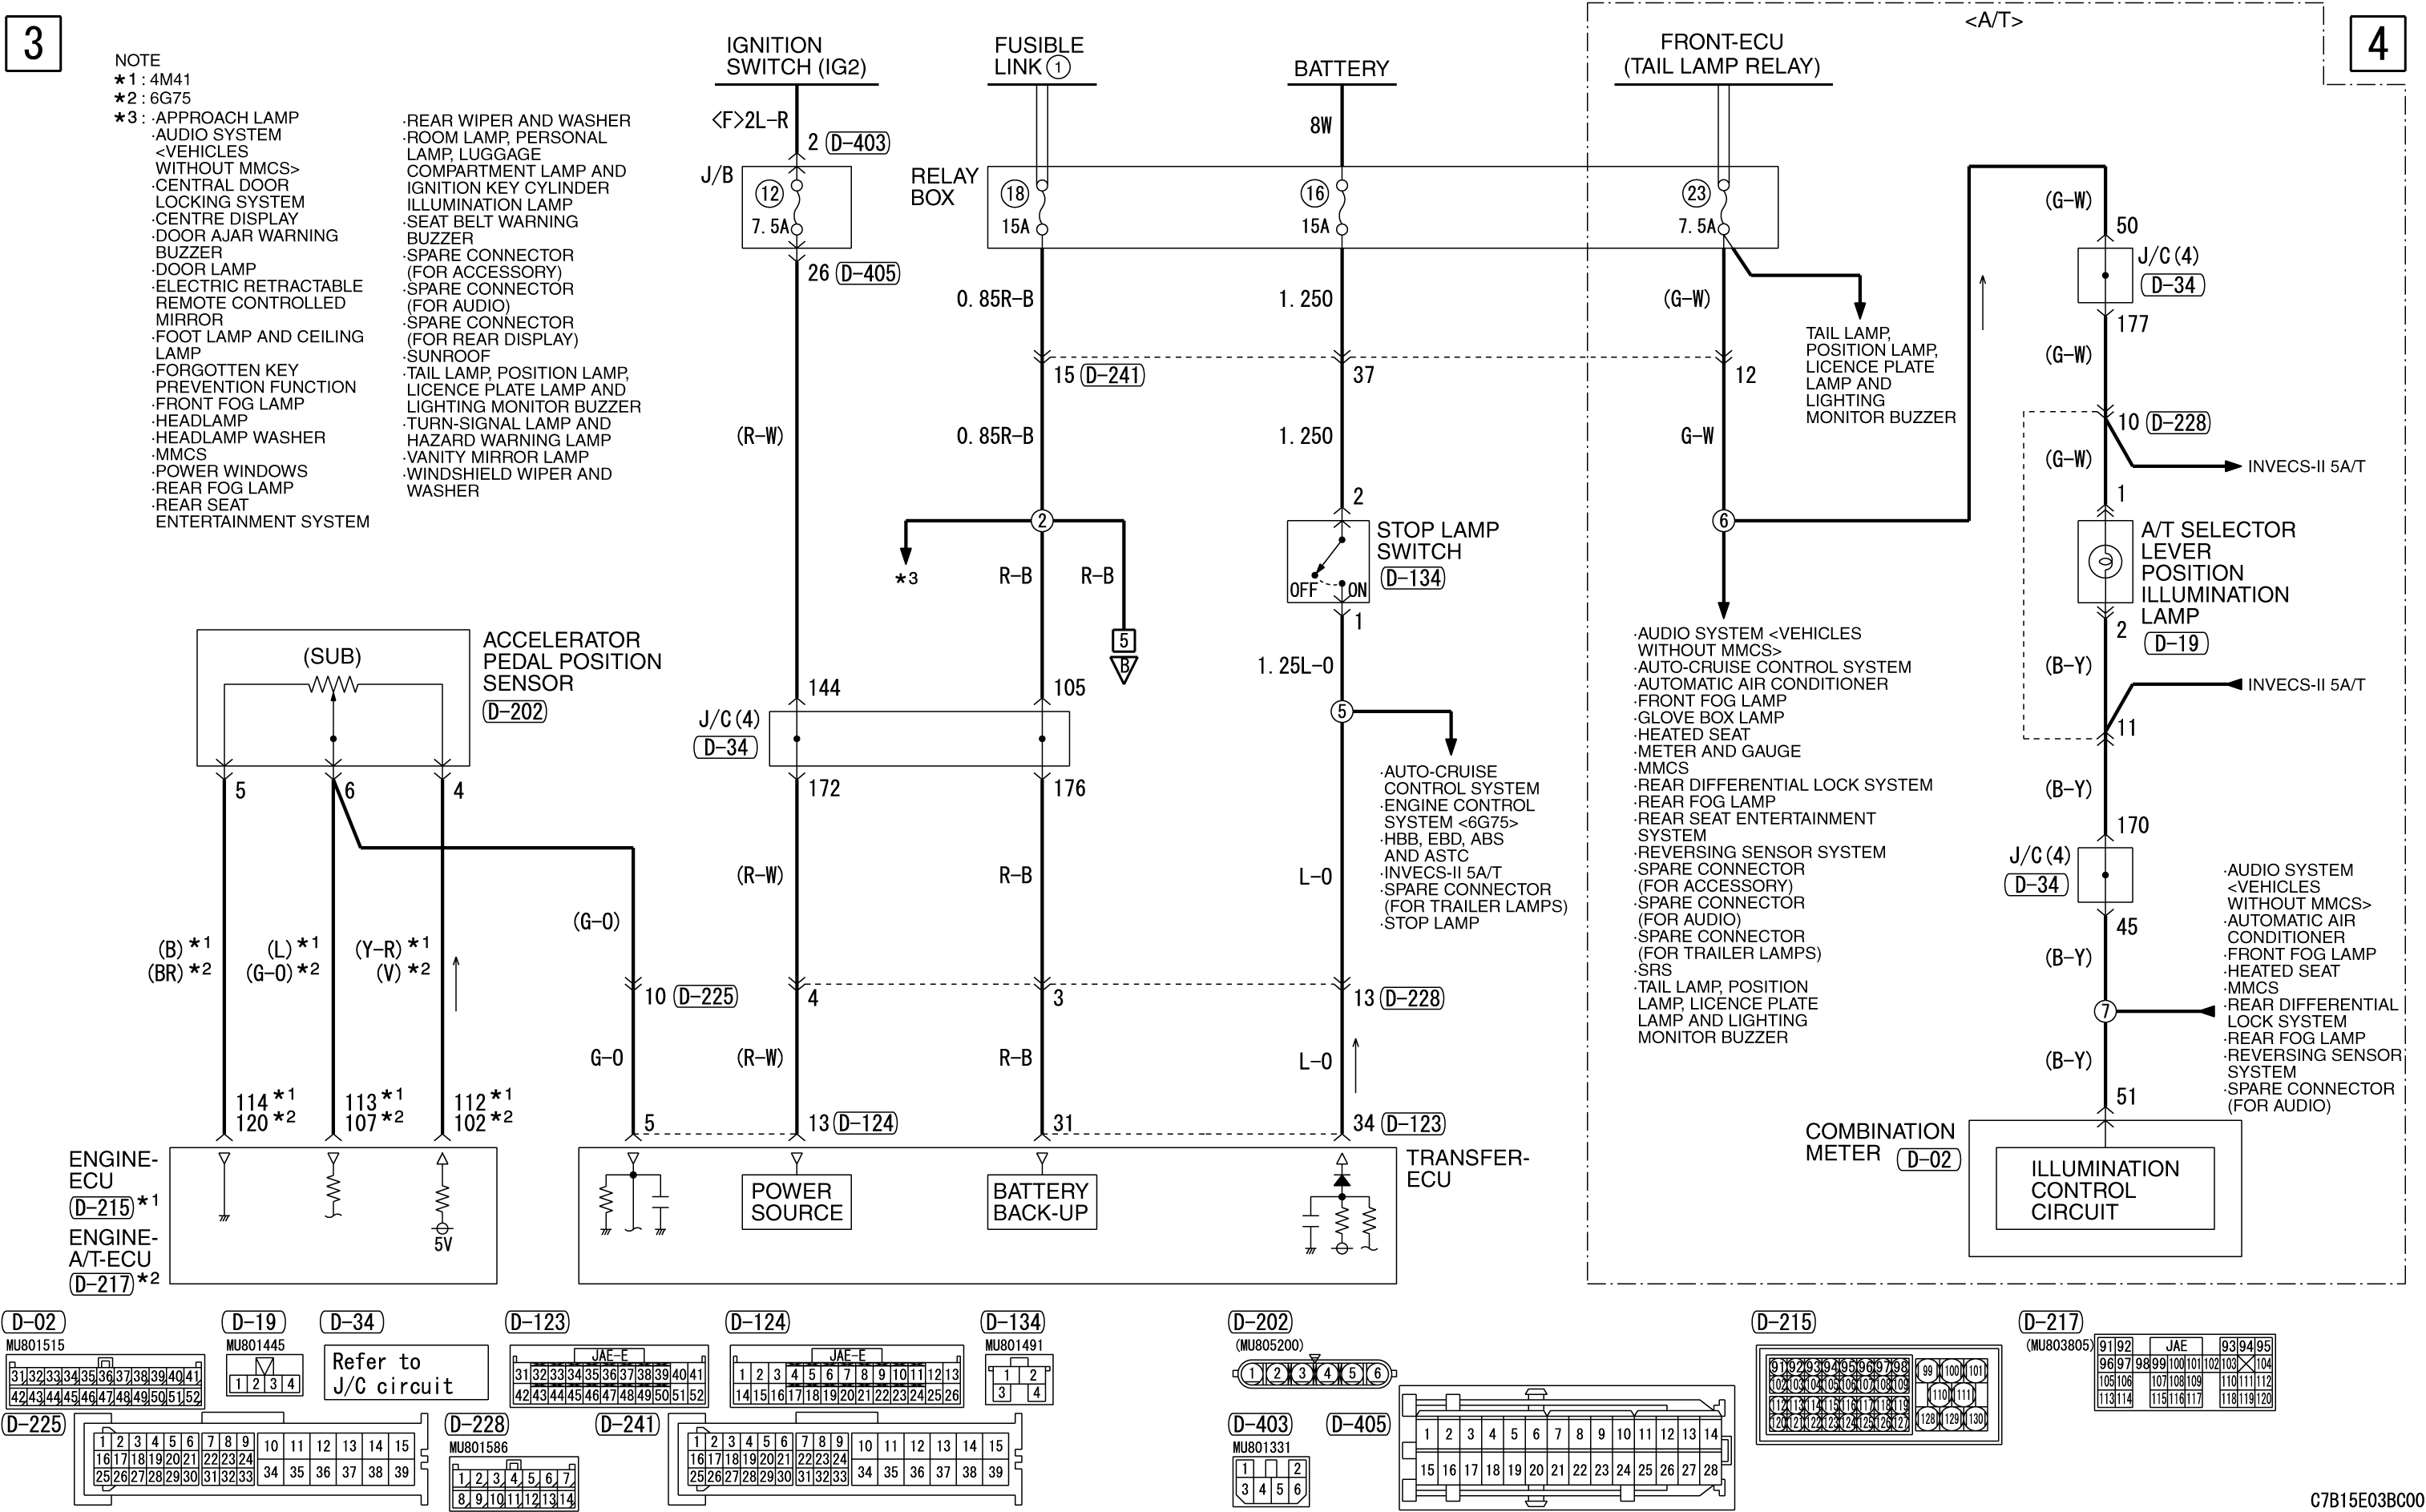 3
4
NOTE
*1 : 4M41
*2 : 6G75
*3 : ·APPROACH LAMP
·AUDIO SYSTEM
<VEHICLES
WITHOUT MMCS>
·CENTRAL DOOR
LOCKING SYSTEM
·CENTRE DISPLAY
·DOOR AJAR WARNING
BUZZER
·DOOR LAMP
·ELECTRIC RETRACTABLE
REMOTE CONTROLLED
MIRROR
·FOOT LAMP AND CEILING
LAMP
·FORGOTTEN KEY
PREVENTION FUNCTION
·FRONT FOG LAMP
·HEADLAMP
·HEADLAMP WASHER
·MMCS
·POWER WINDOWS
·REAR FOG LAMP
·REAR SEAT
ENTERTAINMENT SYSTEM
·REAR WIPER AND WASHER
·ROOM LAMP, PERSONAL
LAMP, LUGGAGE
COMPARTMENT LAMP AND
IGNITION KEY CYLINDER
ILLUMINATION LAMP
·SEAT BELT WARNING
BUZZER
·SPARE CONNECTOR
(FOR ACCESSORY)
·SPARE CONNECTOR
(FOR AUDIO)
·SPARE CONNECTOR
(FOR REAR DISPLAY)
·SUNROOF
·TAIL LAMP, POSITION LAMP,
LICENCE PLATE LAMP AND
LIGHTING MONITOR BUZZER
·TURN-SIGNAL LAMP AND
HAZARD WARNING LAMP
·VANITY MIRROR LAMP
·WINDSHIELD WIPER AND
WASHER
IGNITION
SWITCH (IG2)
<F>2L-R
2 D-403
J/B
12
7.5A
26 D-405
(R-W)
144
J/C(4)
D-34
172
(R-W)
4
(R-W)
13 D-124
POWER
SOURCE
FUSIBLE
LINK 1
RELAY
BOX
18
15A
0.85R-B
15 D-241
0.85R-B
2
*3
R-B
R-B
5
B
105
176
R-B
3
R-B
31
BATTERY
BACK-UP
BATTERY
8W
16
15A
1.25O
37
1.25O
2
STOP LAMP
SWITCH
D-134
OFF
ON
1
1.25L-O
5
·AUTO-CRUISE
CONTROL SYSTEM
·ENGINE CONTROL
SYSTEM <6G75>
·HBB, EBD, ABS
AND ASTC
·INVECS-II 5A/T
·SPARE CONNECTOR
(FOR TRAILER LAMPS)
·STOP LAMP
L-O
13 D-228
L-O
34 D-123
TRANSFER-
ECU
<A/T>
FRONT-ECU
(TAIL LAMP RELAY)
23
7.5A
(G-W)
TAIL LAMP,
POSITION LAMP,
LICENCE PLATE
LAMP AND
LIGHTING
MONITOR BUZZER
12
G-W
6
·AUDIO SYSTEM <VEHICLES
WITHOUT MMCS>
·AUTO-CRUISE CONTROL SYSTEM
·AUTOMATIC AIR CONDITIONER
·FRONT FOG LAMP
·GLOVE BOX LAMP
·HEATED SEAT
·METER AND GAUGE
·MMCS
·REAR DIFFERENTIAL LOCK SYSTEM
·REAR FOG LAMP
·REAR SEAT ENTERTAINMENT
SYSTEM
·REVERSING SENSOR SYSTEM
·SPARE CONNECTOR
(FOR ACCESSORY)
·SPARE CONNECTOR
(FOR AUDIO)
·SPARE CONNECTOR
(FOR TRAILER LAMPS)
·SRS
·TAIL LAMP, POSITION
LAMP, LICENCE PLATE
LAMP AND LIGHTING
MONITOR BUZZER
(G-W)
50
J/C(4)
D-34
177
(G-W)
10 D-228
INVECS-II 5A/T
(G-W)
1
A/T SELECTOR
LEVER
POSITION
ILLUMINATION
LAMP
D-19
2
(B-Y)
INVECS-II 5A/T
11
(B-Y)
170
J/C(4)
D-34
45
(B-Y)
7
·AUDIO SYSTEM
<VEHICLES
WITHOUT MMCS>
·AUTOMATIC AIR
CONDITIONER
·FRONT FOG LAMP
·HEATED SEAT
·MMCS
·REAR DIFFERENTIAL
LOCK SYSTEM
·REAR FOG LAMP
·REVERSING SENSOR
SYSTEM
·SPARE CONNECTOR
(FOR AUDIO)
(B-Y)
51
COMBINATION
METER D-02
ILLUMINATION
CONTROL
CIRCUIT
(SUB)
ACCELERATOR
PEDAL POSITION
SENSOR
D-202
5 6 4
(B)*1 (L)*1 (Y-R)*1
(BR)*2 (G-O)*2 (V)*2
(G-O)
10 D-225
G-O
5
114*1 113*1 112*1
120*2 107*2 102*2
ENGINE-
ECU
D-215 *1
ENGINE-
A/T-ECU
D-217 *2
5V
D-02
MU801515
31 32 33 34 35 36 37 38 39 40 41
42 43 44 45 46 47 48 49 50 51 52
D-19
MU801445
1 2 3 4
D-34
Refer to
J/C circuit
D-123
JAE-E
31 32 33 34 35 36 37 38 39 40 41
42 43 44 45 46 47 48 49 50 51 52
D-124
JAE-E
1 2 3 4 5 6 7 8 9 10 11 12 13
14 15 16 17 18 19 20 21 22 23 24 25 26
D-134
MU801491
1 2
3 4
D-202
(MU805200)
1 2 3 4 5 6
D-215
91 92 93 94 95 96 97 98 99 100 101
102 103 104 105 106 107 108 109 110 111
112 113 114 115 116 117 118 119
120 121 122 123 124 125 126 127 128 129 130
D-217
(MU803805)
91 92 JAE 93 94 95
96 97 98 99 100 101 102 103 104
105 106 107 108 109 110 111 112
113 114 115 116 117 118 119 120
D-225
1 2 3 4 5 6 7 8 9 10 11 12 13 14 15
16 17 18 19 20 21 22 23 24
25 26 27 28 29 30 31 32 33 34 35 36 37 38 39
D-228
MU801586
1 2 3 4 5 6 7
8 9 10 11 12 13 14
D-241
1 2 3 4 5 6 7 8 9 10 11 12 13 14 15
16 17 18 19 20 21 22 23 24
25 26 27 28 29 30 31 32 33 34 35 36 37 38 39
D-403
MU801331
1 2
3 4 5 6
D-405
1 2 3 4 5 6 7 8 9 10 11 12 13 14
15 16 17 18 19 20 21 22 23 24 25 26 27 28
C7B15E03BC00